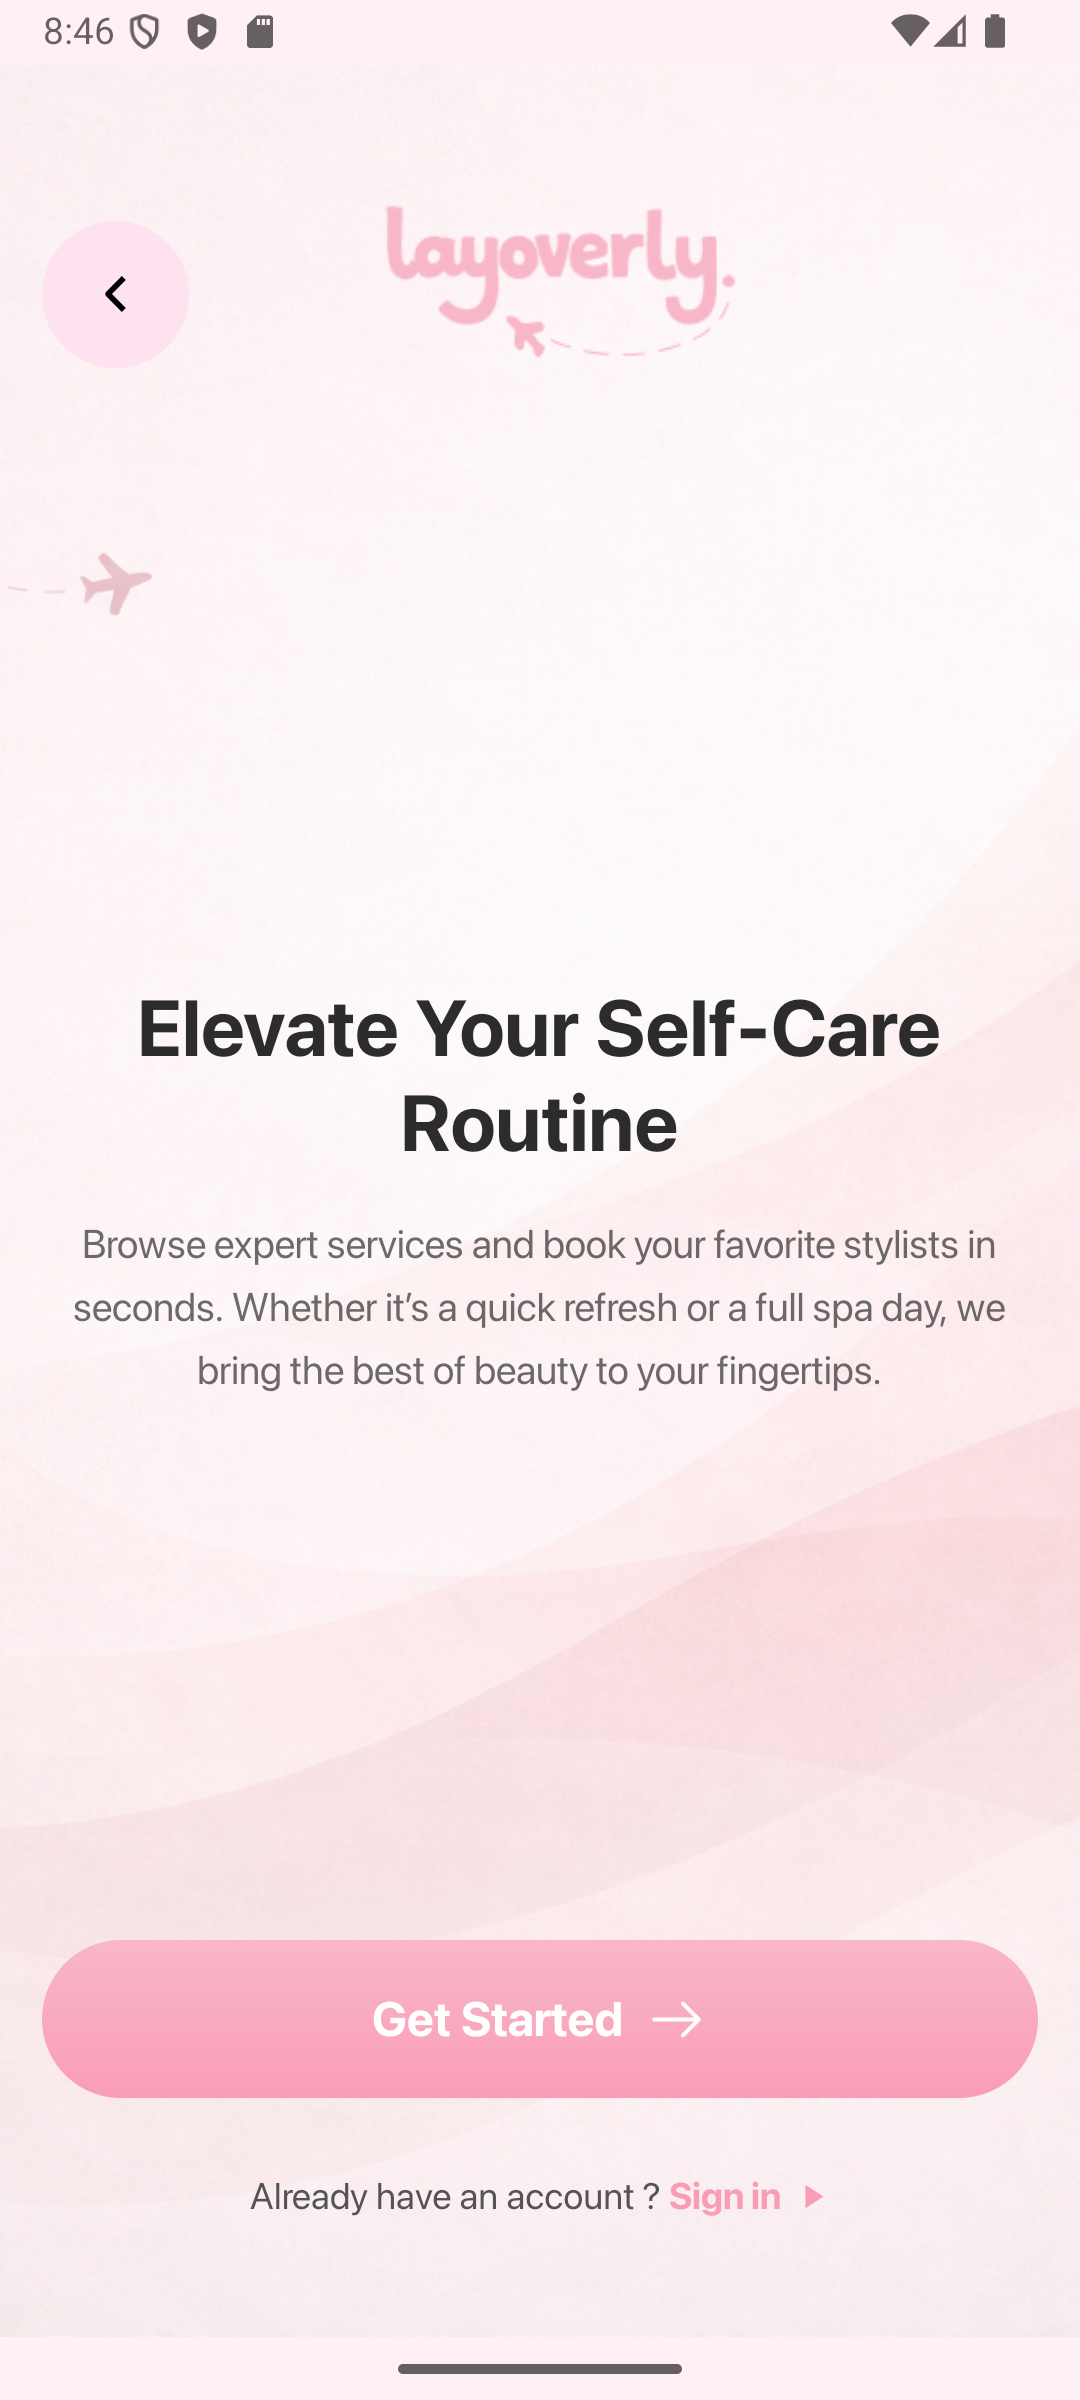 8:46
layoverly.
Elevate Your Self-Care
Routine
Browse expert services and book your favorite stylists in
seconds. Whether it’s a quick refresh or a full spa day, we
bring the best of beauty to your fingertips.
Get Started
Already have an account ? Sign in